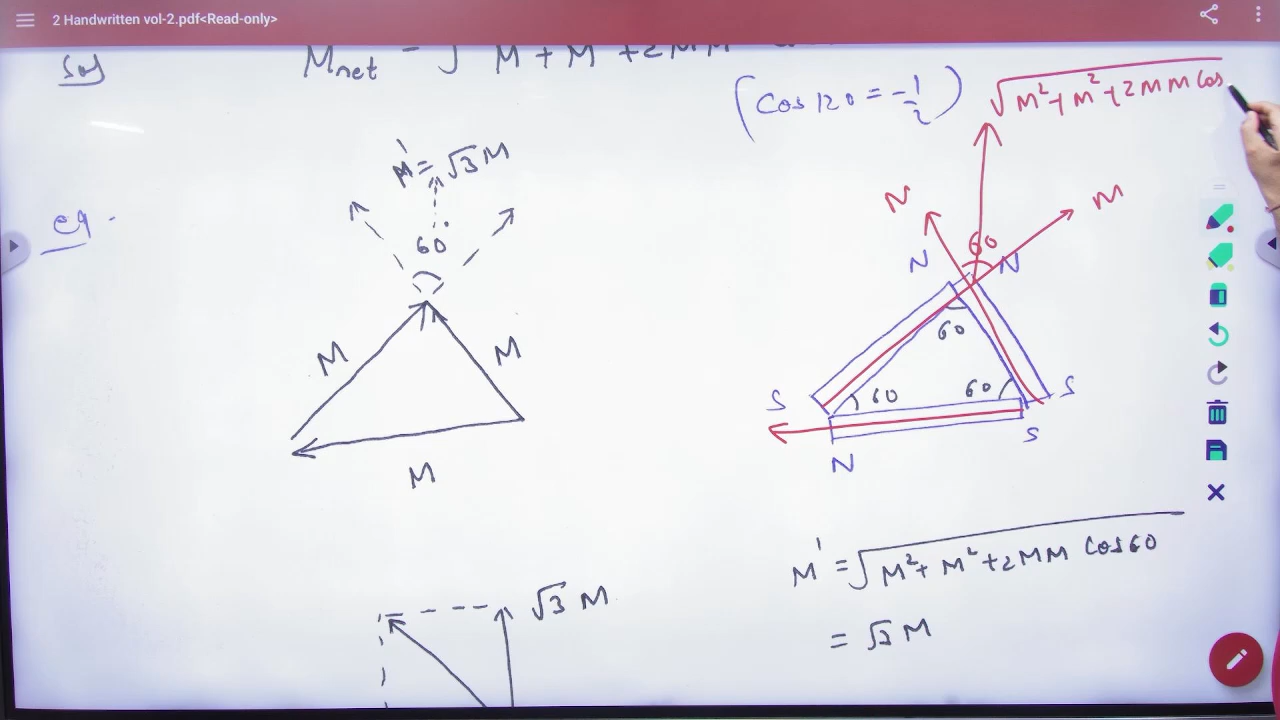 2 Handwritten vol-2.pdf<Read-only>
Sol
Mnet = √ M + M + 2MM
(Cos 120 = -1/2)
√M²+M²+2MM Cos
M' = √3M
60°
eg.
M
M
M
N
M
60
N
N
60
60
60
S
S
N
S
M' = √M²+M²+2MM Cos60
√3 M
= √3 M